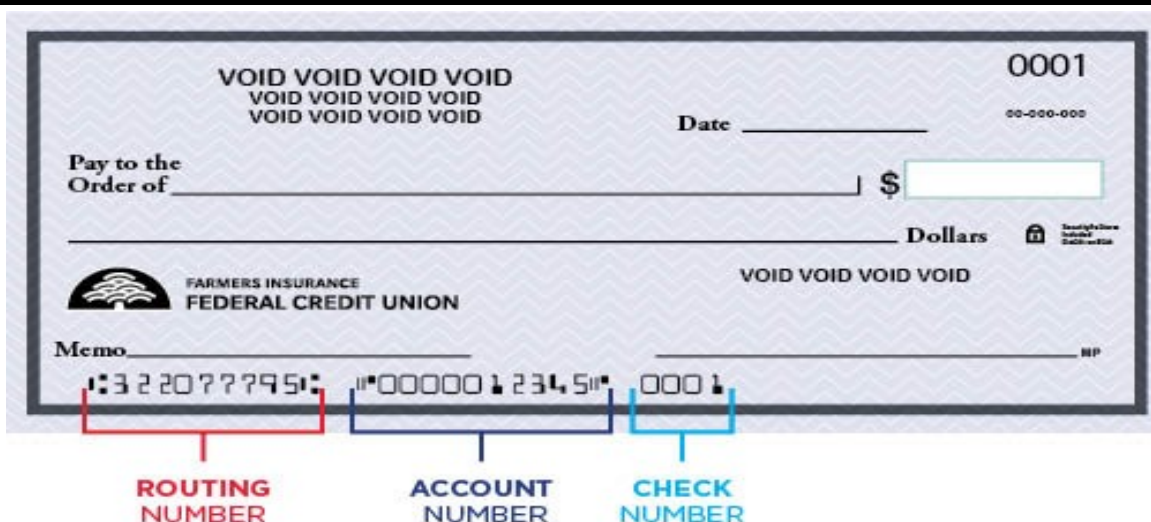 VOID VOID VOID VOID
VOID VOID VOID VOID
VOID VOID VOID VOID
0001
00-000-000
Date
Pay to the
Order of
$
Dollars
FARMERS INSURANCE
FEDERAL CREDIT UNION
VOID VOID VOID VOID
Memo
MP
⑆322077795⑆ ⑈0000012345⑈ 0001
ROUTING ACCOUNT CHECK
NUMBER NUMBER NUMBER